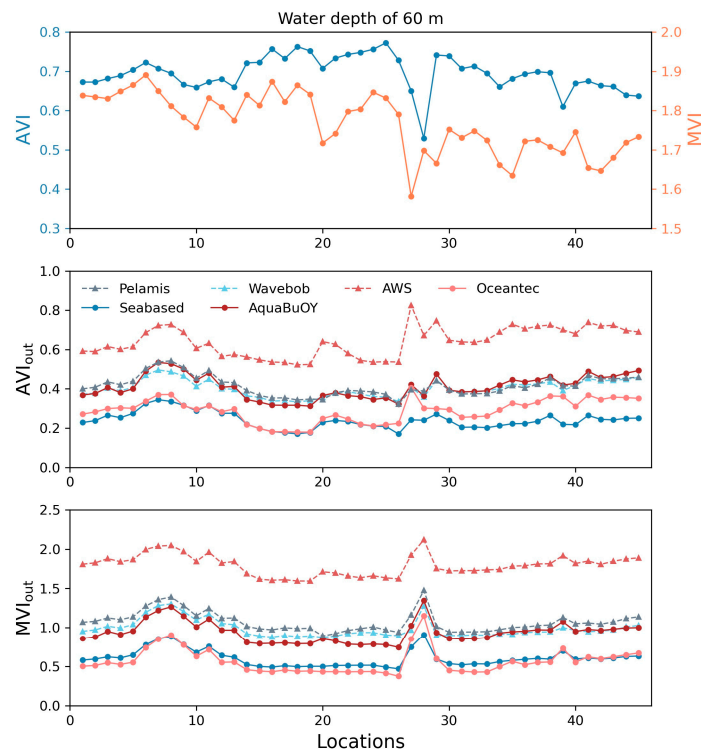 Water depth of 60 m
0.8
0.7
0.6
0.5
0.4
0.3
AVI
2.0
1.9
1.8
1.7
1.6
1.5
MVI
0 10 20 30 40
1.0
0.8
0.6
0.4
0.2
0.0
AVIout
Pelamis Wavebob AWS Oceantec
Seabased AquaBuOY
0 10 20 30 40
2.5
2.0
1.5
1.0
0.5
0.0
MVIout
0 10 20 30 40
Locations